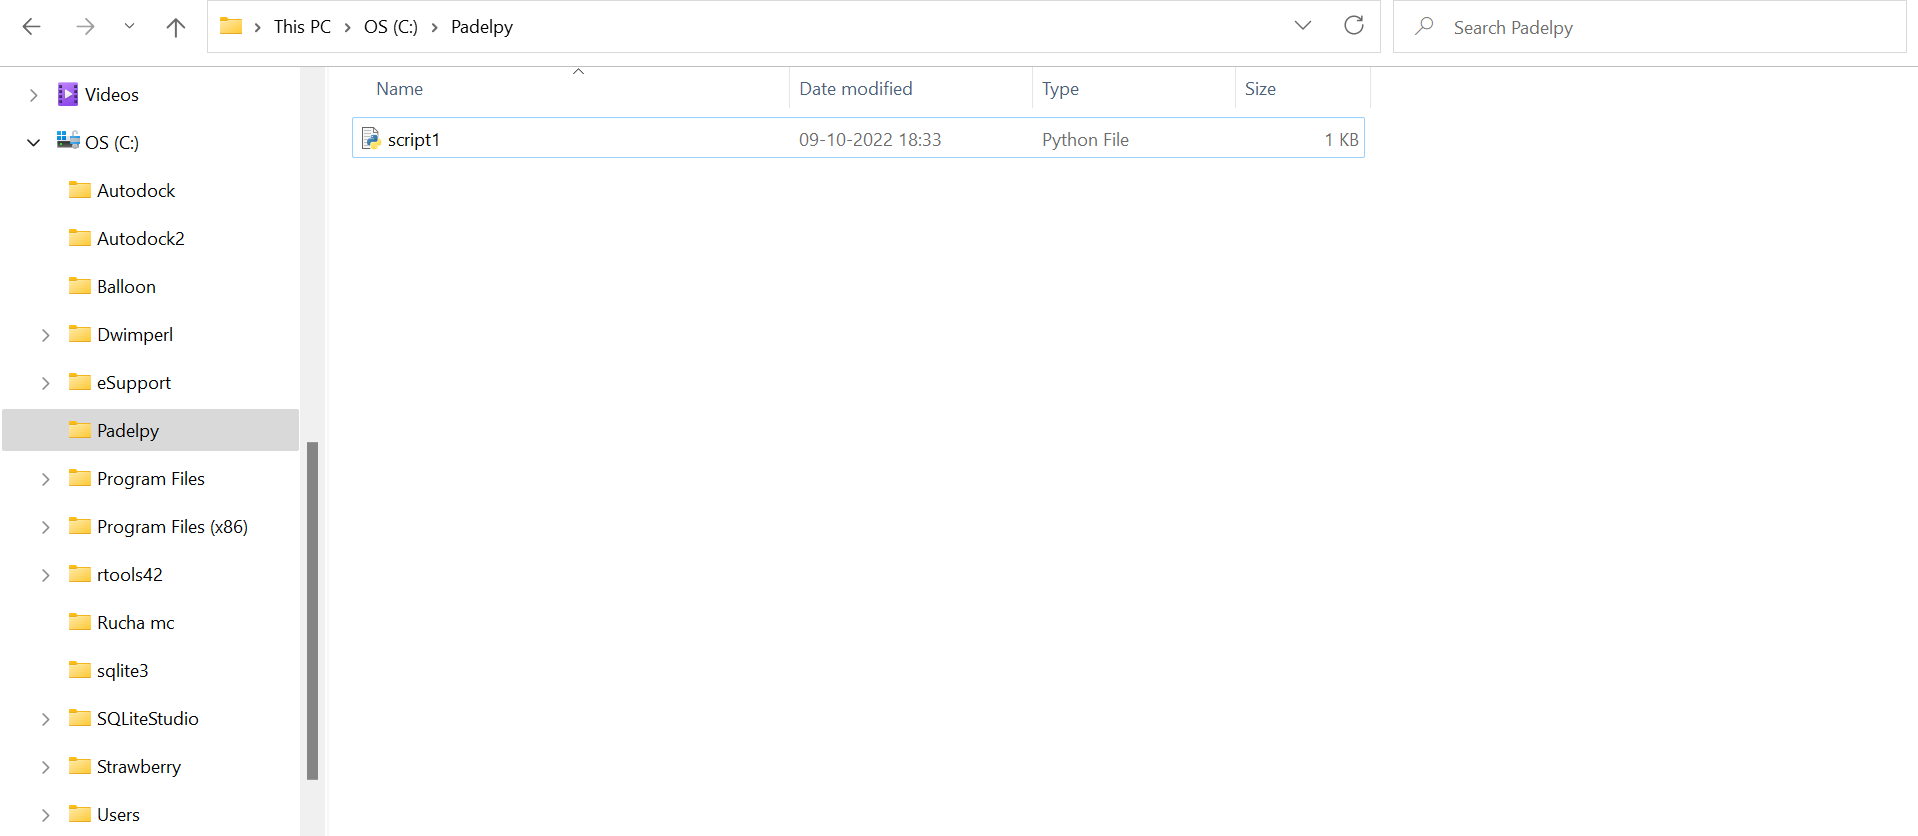 This PC > OS (C:) > Padelpy
Search Padelpy
Videos
OS (C:)
Autodock
Autodock2
Balloon
Dwimperl
eSupport
Padelpy
Program Files
Program Files (x86)
rtools42
Rucha mc
sqlite3
SQLiteStudio
Strawberry
Users
Name Date modified Type Size
script1 09-10-2022 18:33 Python File 1 KB